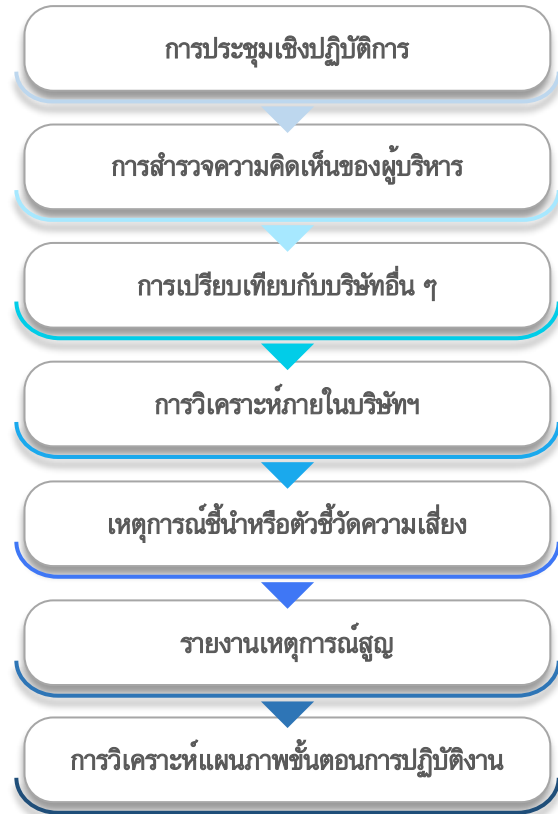 การประชุมเชิงปฏิบัติการ
การสำรวจความคิดเห็นของผู้บริหาร
การเปรียบเทียบกับบริษัทอื่น ๆ
การวิเคราะห์ภายในบริษัทฯ
เหตุการณ์ชี้นำหรือตัวชี้วัดความเสี่ยง
รายงานเหตุการณ์สูญ
การวิเคราะห์แผนภาพขั้นตอนการปฏิบัติงาน